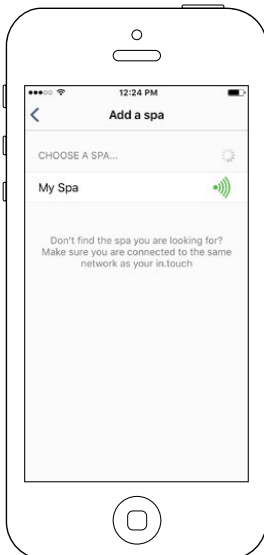 12:24 PM
Add a spa
CHOOSE A SPA...
My Spa
Don't find the spa you are looking for?
Make sure you are connected to the same
network as your in.touch